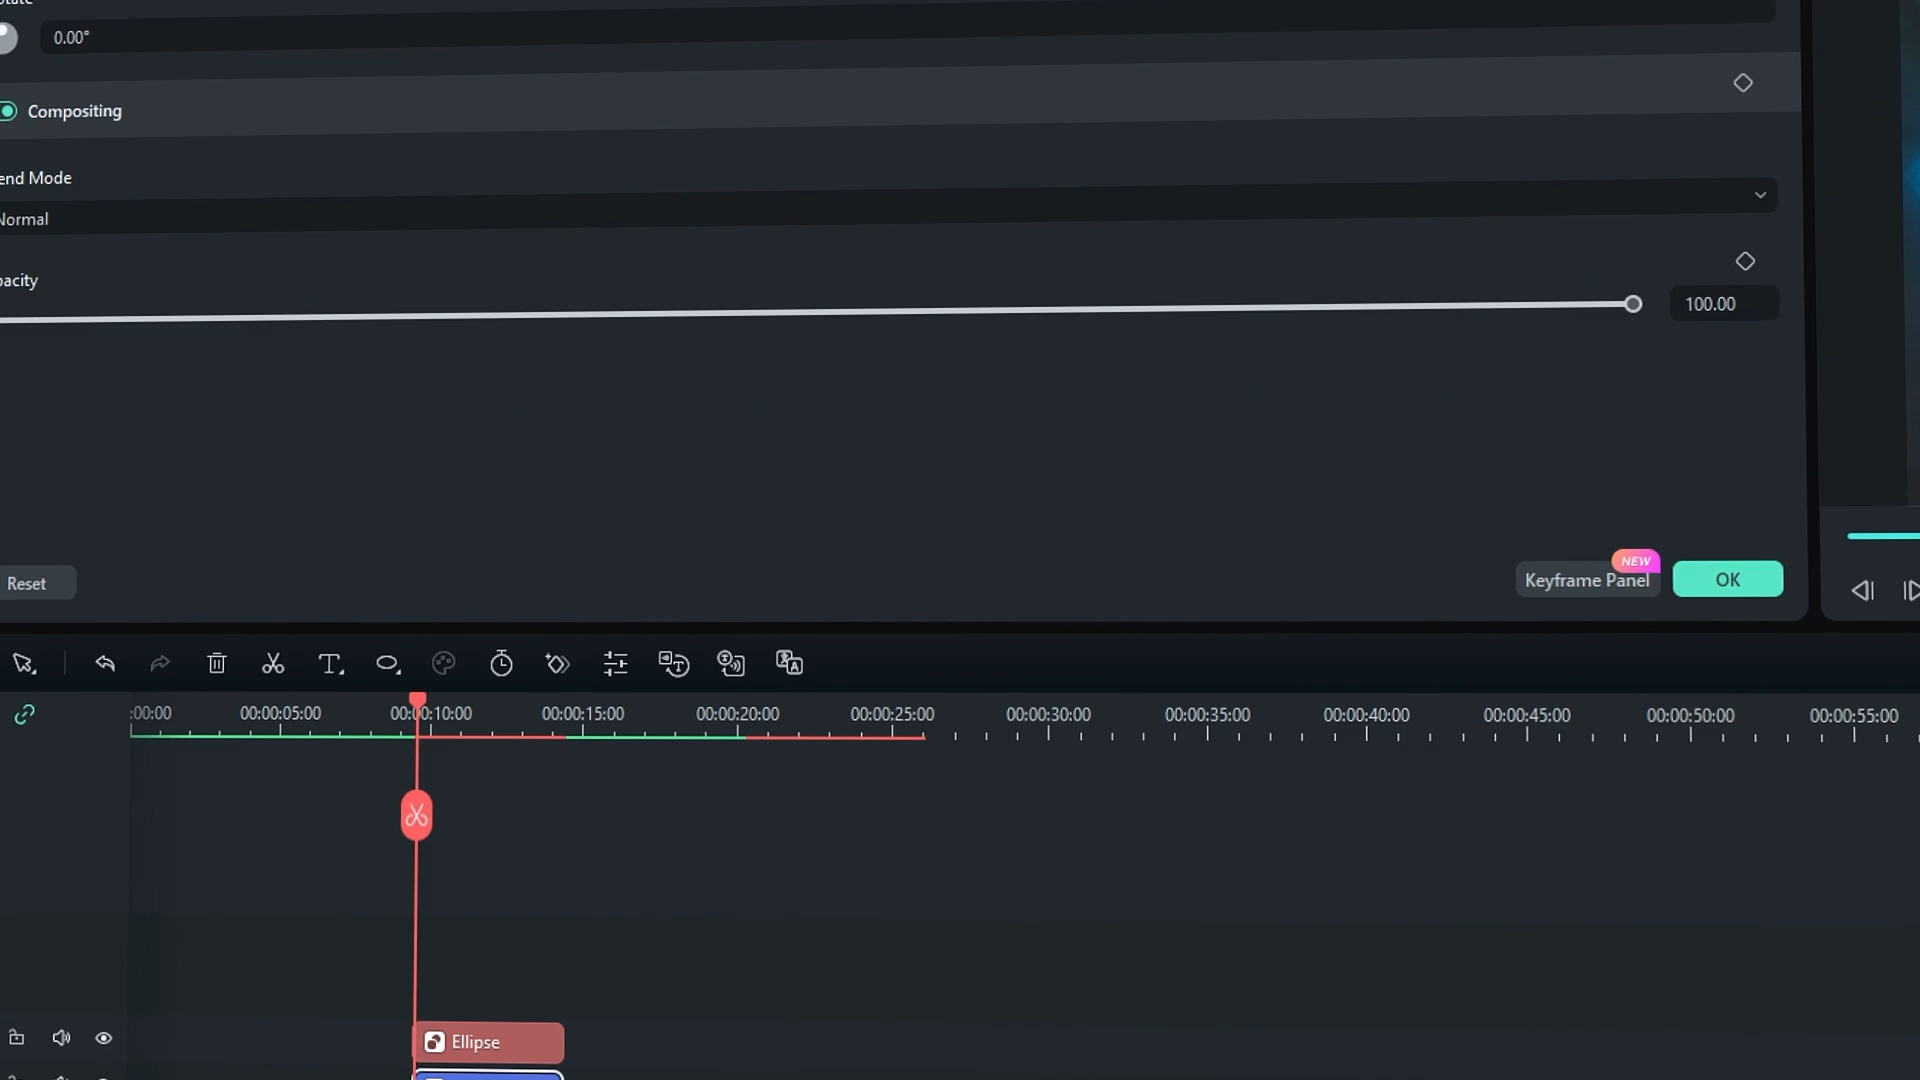 0.00°
Compositing
end Mode
Normal
pacity
100.00
Reset
NEW
Keyframe Panel
OK
:00:00 00:00:05:00 00:00:10:00 00:00:15:00 00:00:20:00 00:00:25:00 00:00:30:00 00:00:35:00 00:00:40:00 00:00:45:00 00:00:50:00 00:00:55:00
Ellipse